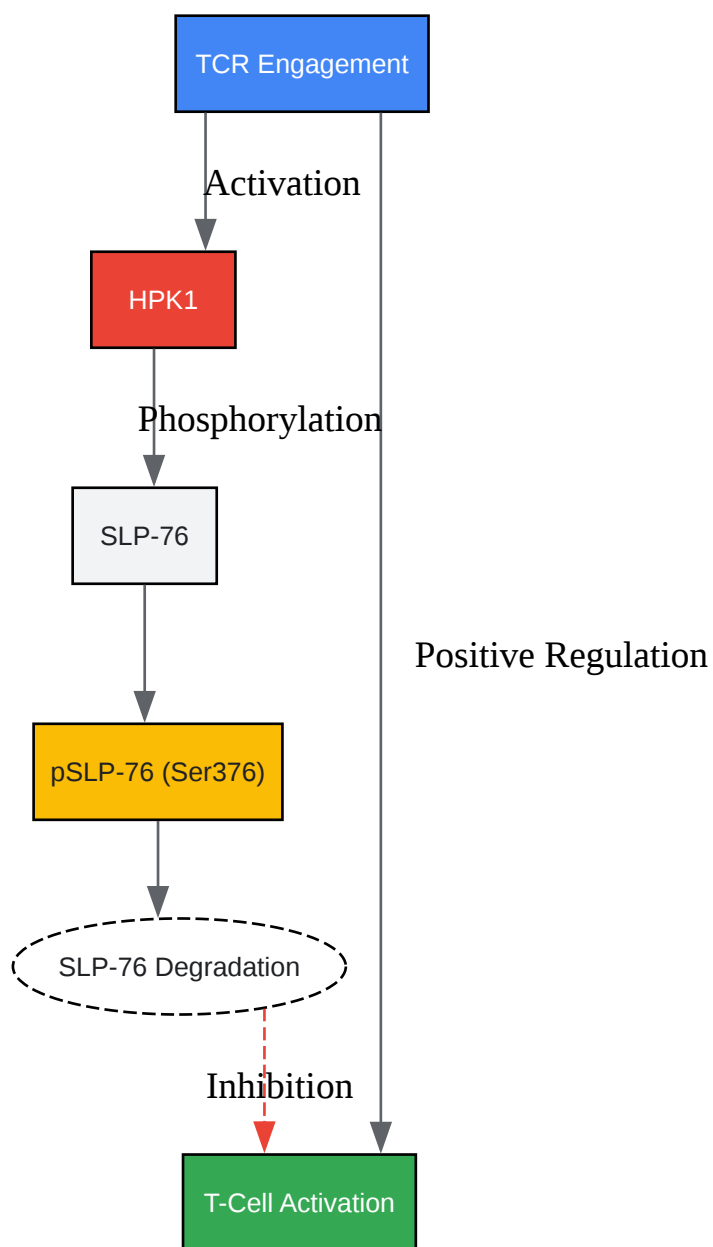 TCR Engagement
Activation
HPK1
Phosphorylation
SLP-76
Positive Regulation
pSLP-76 (Ser376)
SLP-76 Degradation
Inhibition
T-Cell Activation